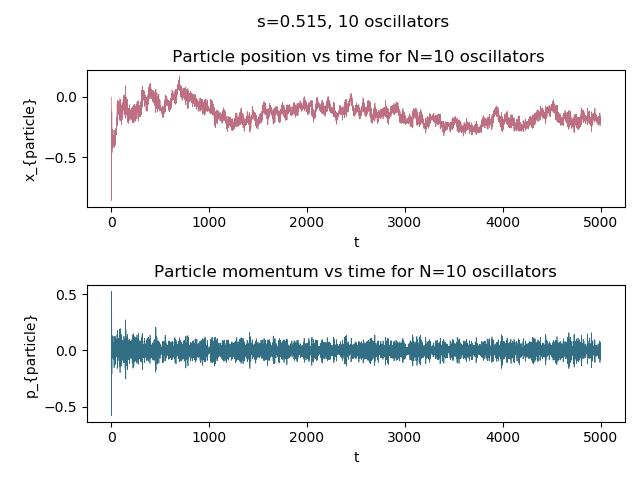 s=0.515, 10 oscillators
Particle position vs time for N=10 oscillators
0.0
−0.5
x_{particle}
0 1000 2000 3000 4000 5000
t
Particle momentum vs time for N=10 oscillators
0.5
0.0
−0.5
p_{particle}
0 1000 2000 3000 4000 5000
t